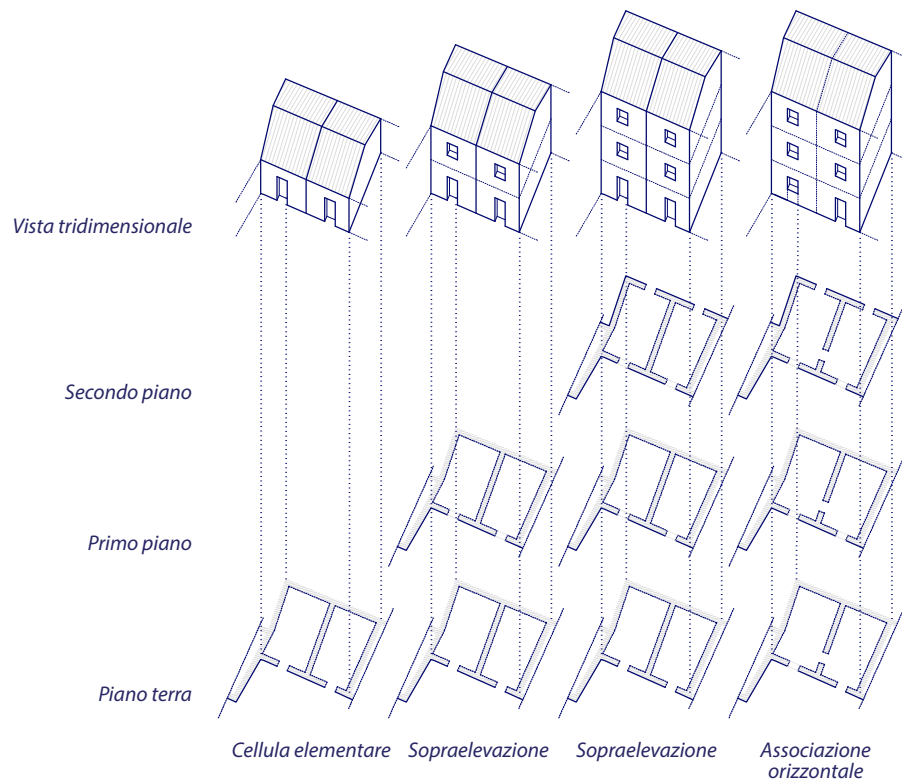 Vista tridimensionale
Secondo piano
Primo piano
Piano terra
Cellula elementare
Sopraelevazione
Sopraelevazione
Associazione
orizzontale